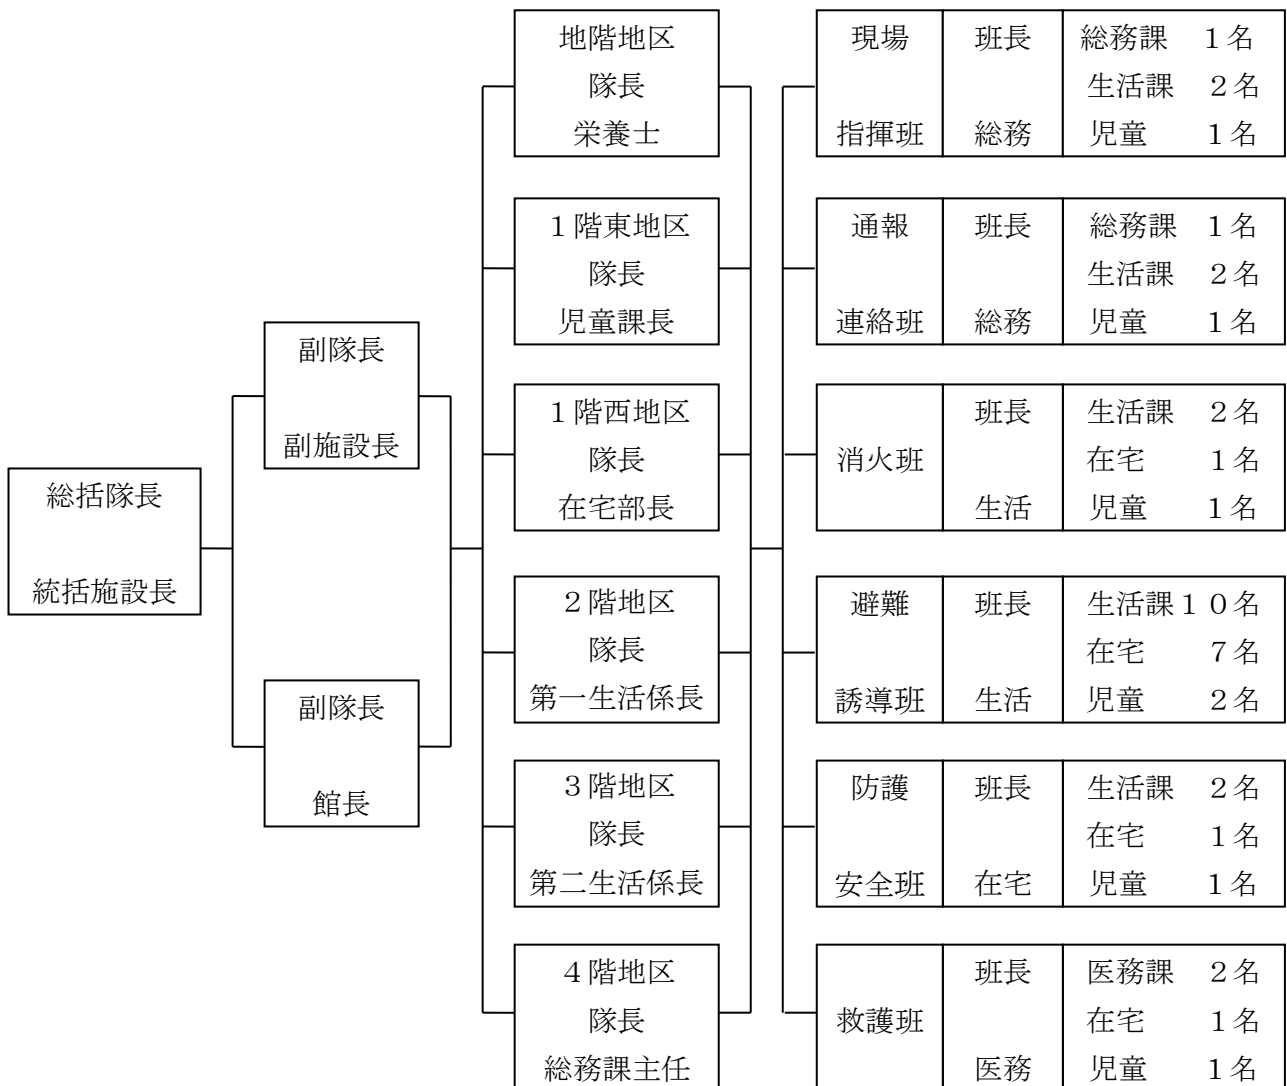 総括隊長
統括施設長
副隊長
副施設長
副隊長
館長
地階地区
隊長
栄養士
１階東地区
隊長
児童課長
１階西地区
隊長
在宅部長
２階地区
隊長
第一生活係長
３階地区
隊長
第二生活係長
４階地区
隊長
総務課主任
現場 班長 総務課 １名
生活課 ２名
指揮班 総務 児童 １名
通報 班長 総務課 １名
生活課 ２名
連絡班 総務 児童 １名
班長 生活課 ２名
消火班 在宅 １名
生活 児童 １名
避難 班長 生活課１０名
在宅 ７名
誘導班 生活 児童 ２名
防護 班長 生活課 ２名
在宅 １名
安全班 在宅 児童 １名
班長 医務課 ２名
救護班 在宅 １名
医務 児童 １名